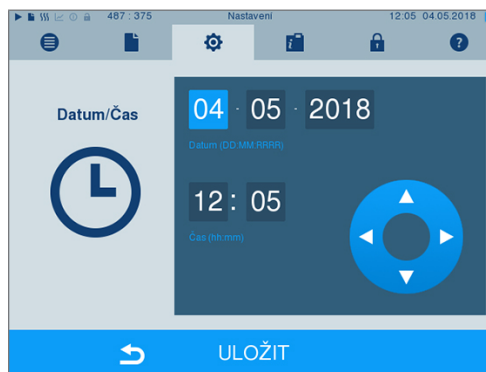 487 : 375 Nastavení 12:05 04.05.2018
Datum/Čas
04 . 05 . 2018
Datum (DD.MM.RRRR)
12 : 05
Čas (hh:mm)
ULOŽIT